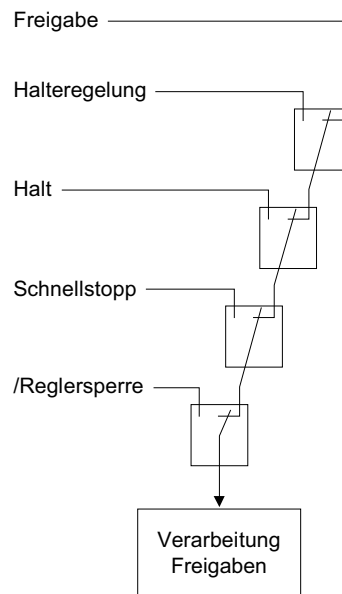 Freigabe
Halteregelung
Halt
Schnellstopp
/Reglersperre
Verarbeitung
Freigaben